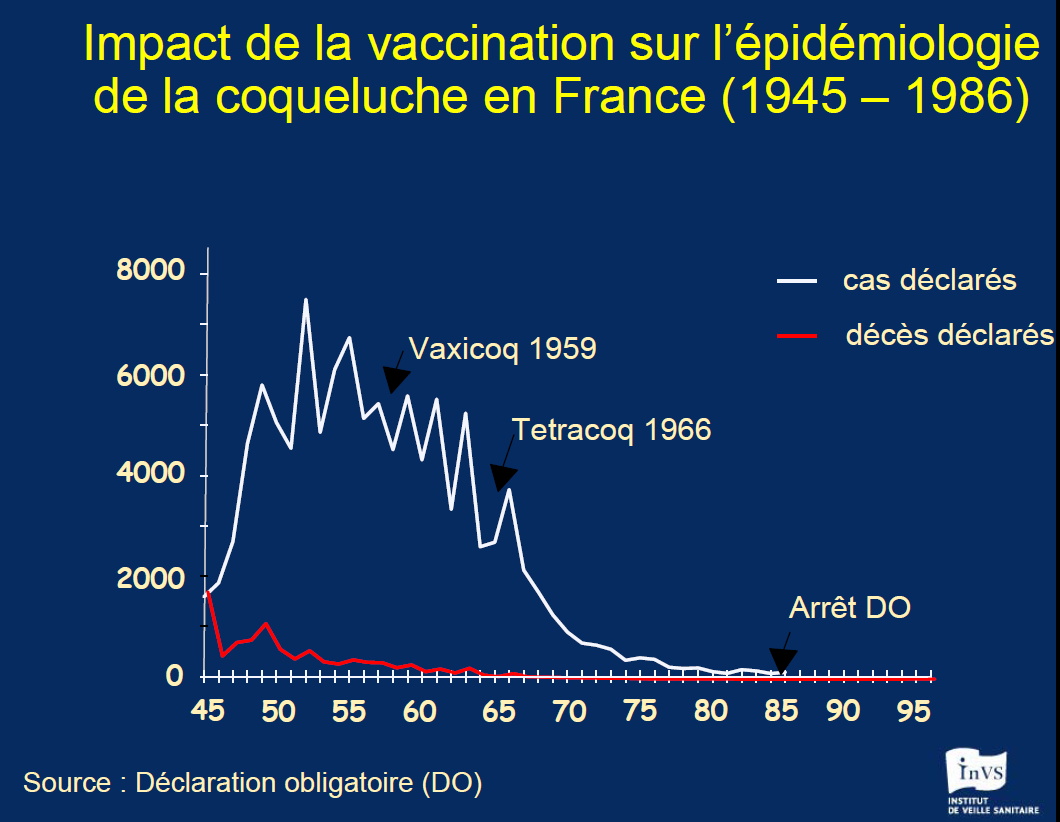 Impact de la vaccination sur l'épidémiologie
de la coqueluche en France (1945 – 1986)
8000
6000
4000
2000
0
cas déclarés
décès déclarés
Vaxicoq 1959
Tetracoq 1966
Arrêt DO
45 50 55 60 65 70 75 80 85 90 95
Source : Déclaration obligatoire (DO)
InVS
INSTITUT
DE VEILLE SANITAIRE